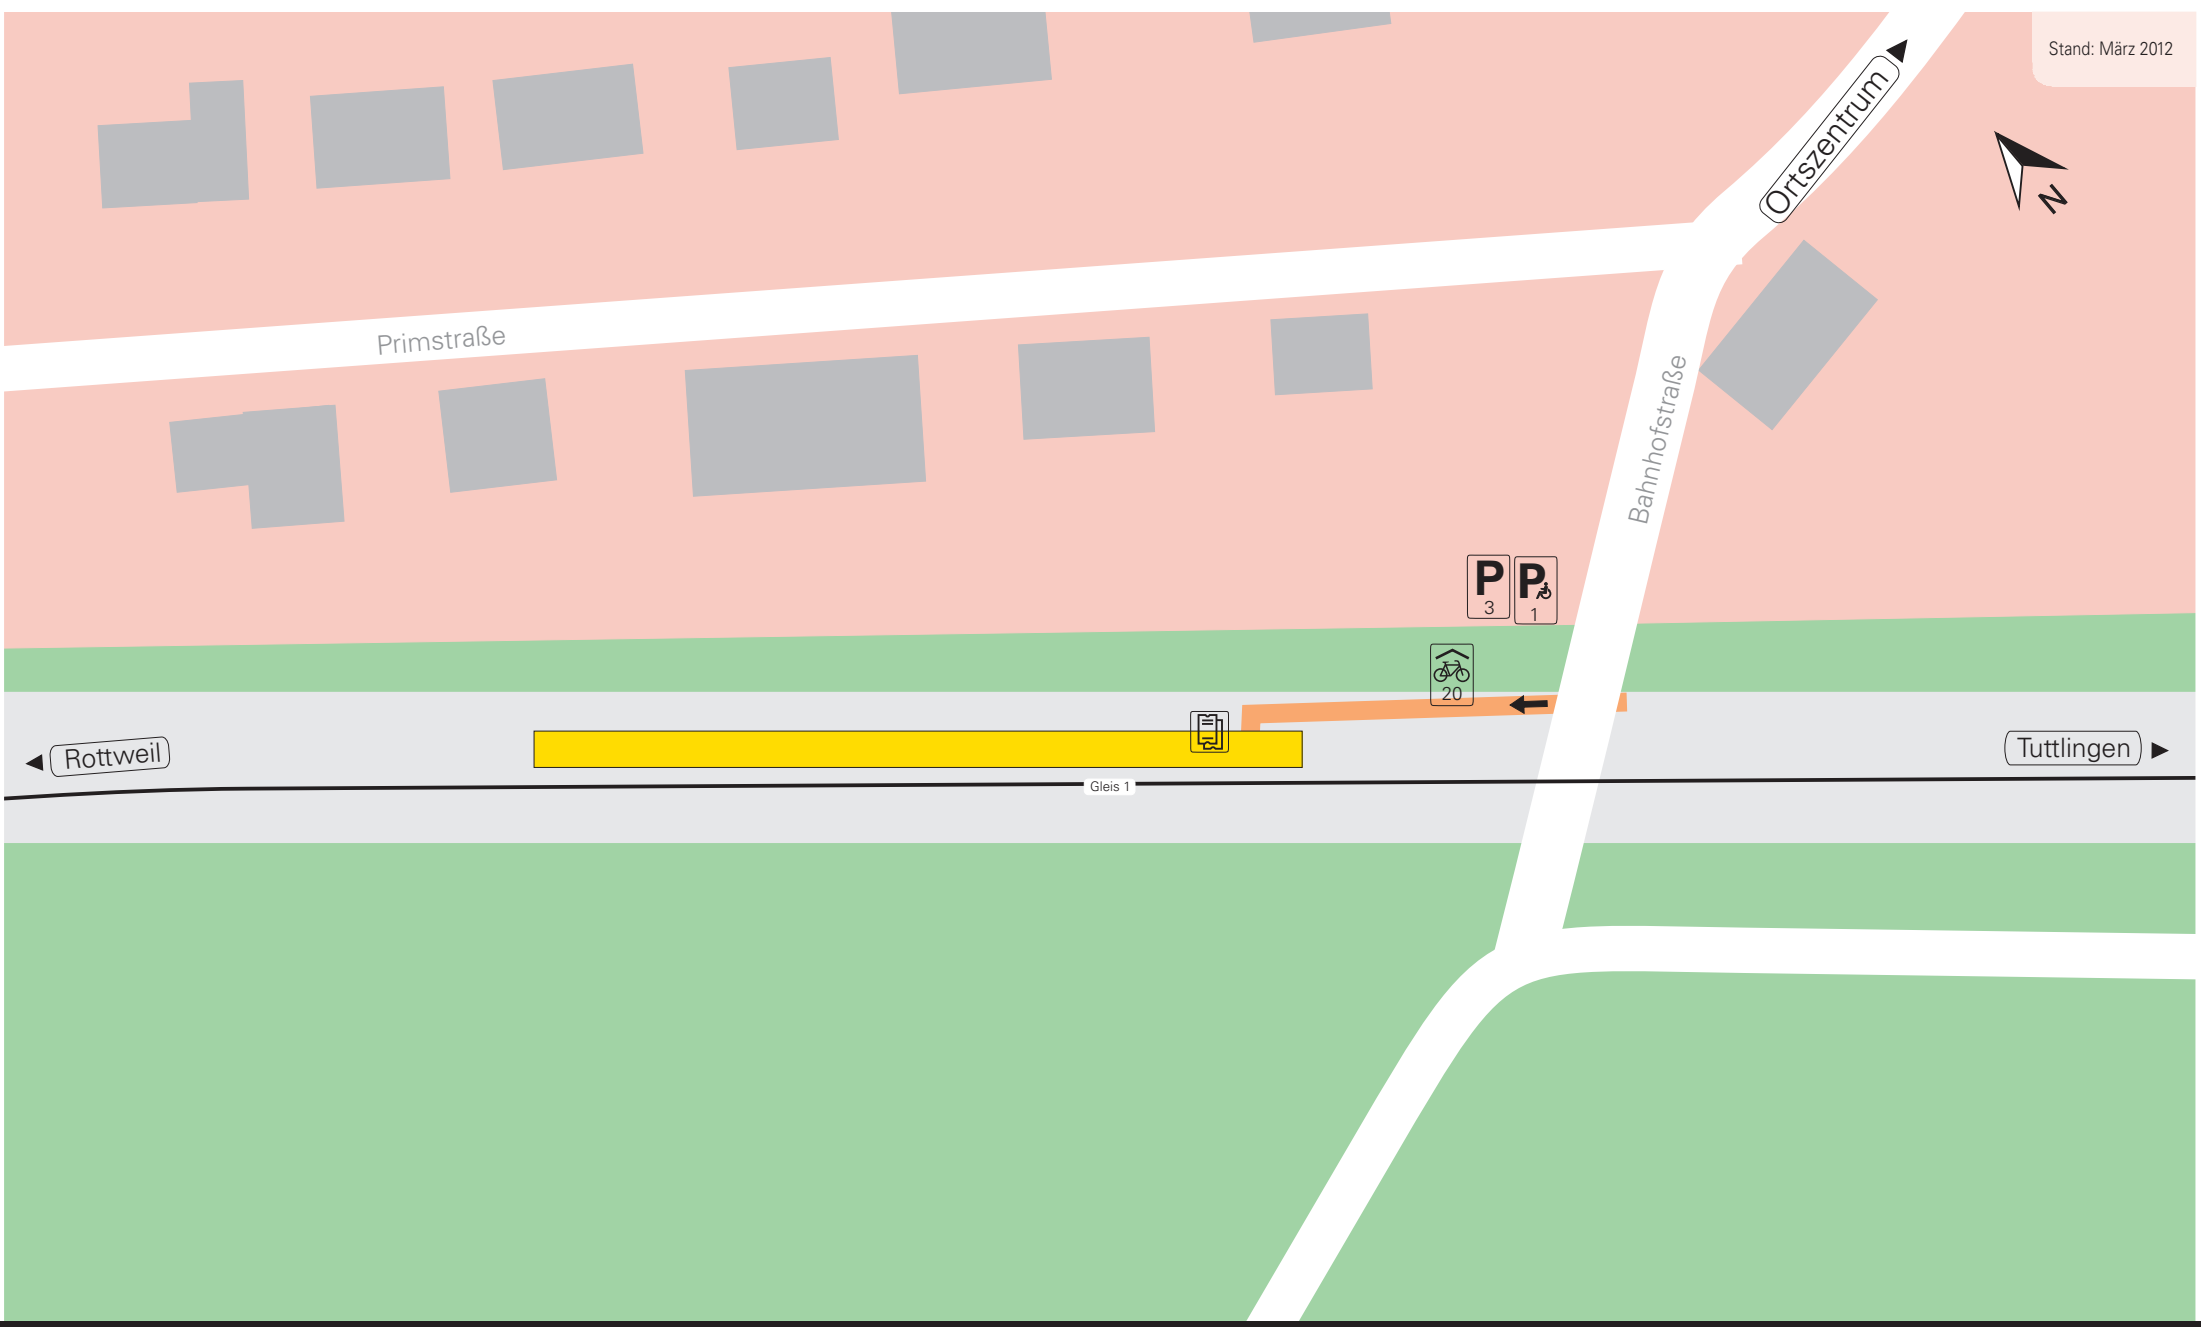 Stand: März 2012
Ortszentrum
N
Primstraße
Bahnhofstraße
P
3
P
1
20
Rottweil
Tuttlingen
Gleis 1